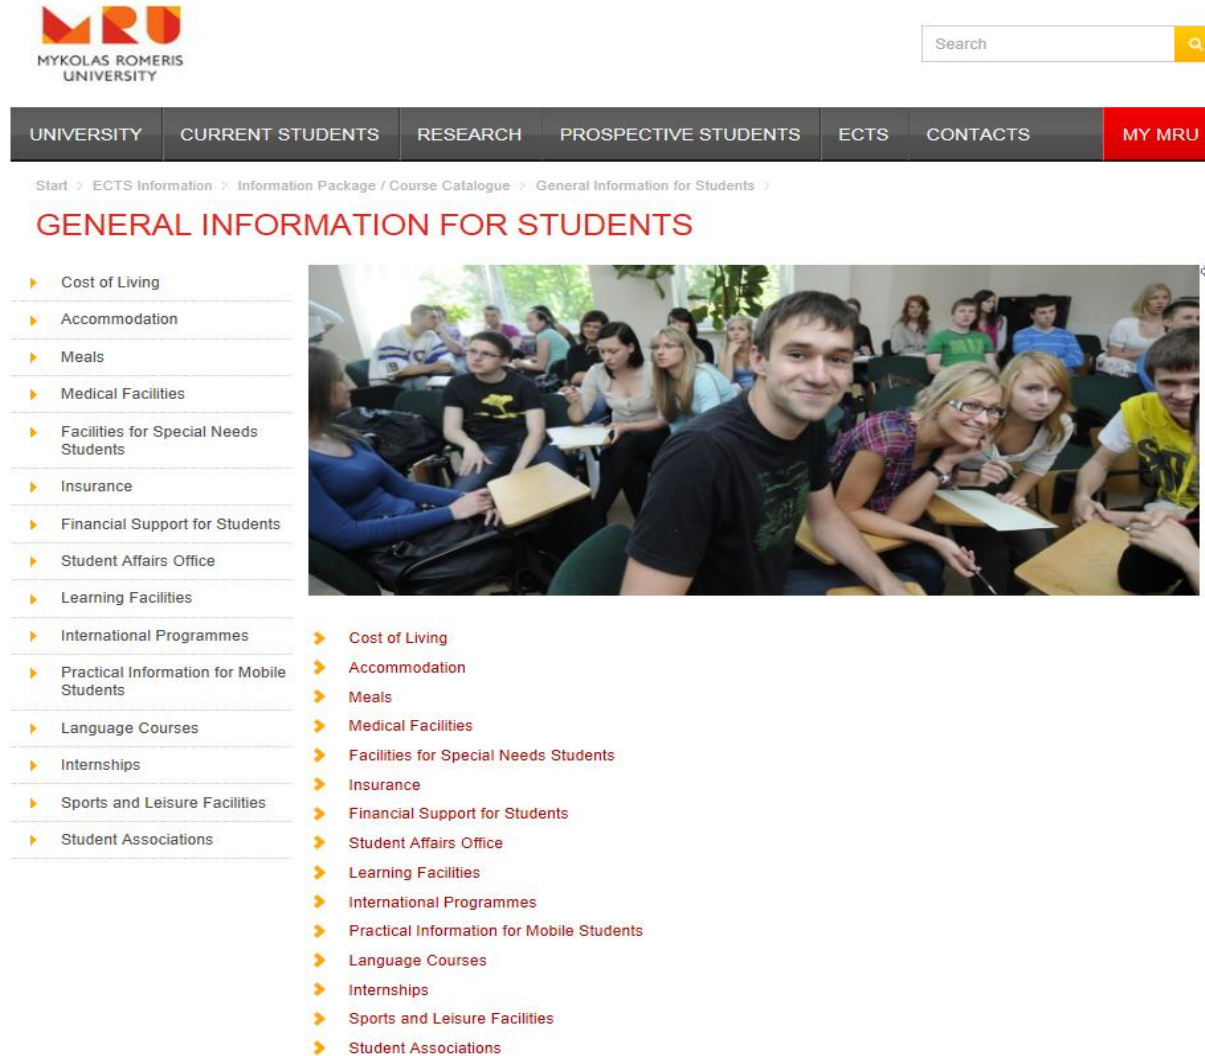 MRU
MYKOLAS ROMERIS
UNIVERSITY
Search
UNIVERSITY CURRENT STUDENTS RESEARCH PROSPECTIVE STUDENTS ECTS CONTACTS MY MRU
Start > ECTS Information > Information Package / Course Catalogue > General Information for Students >
GENERAL INFORMATION FOR STUDENTS
Cost of Living
Accommodation
Meals
Medical Facilities
Facilities for Special Needs
Students
Insurance
Financial Support for Students
Student Affairs Office
Learning Facilities
International Programmes
Practical Information for Mobile
Students
Language Courses
Internships
Sports and Leisure Facilities
Student Associations
Cost of Living
Accommodation
Meals
Medical Facilities
Facilities for Special Needs Students
Insurance
Financial Support for Students
Student Affairs Office
Learning Facilities
International Programmes
Practical Information for Mobile Students
Language Courses
Internships
Sports and Leisure Facilities
Student Associations